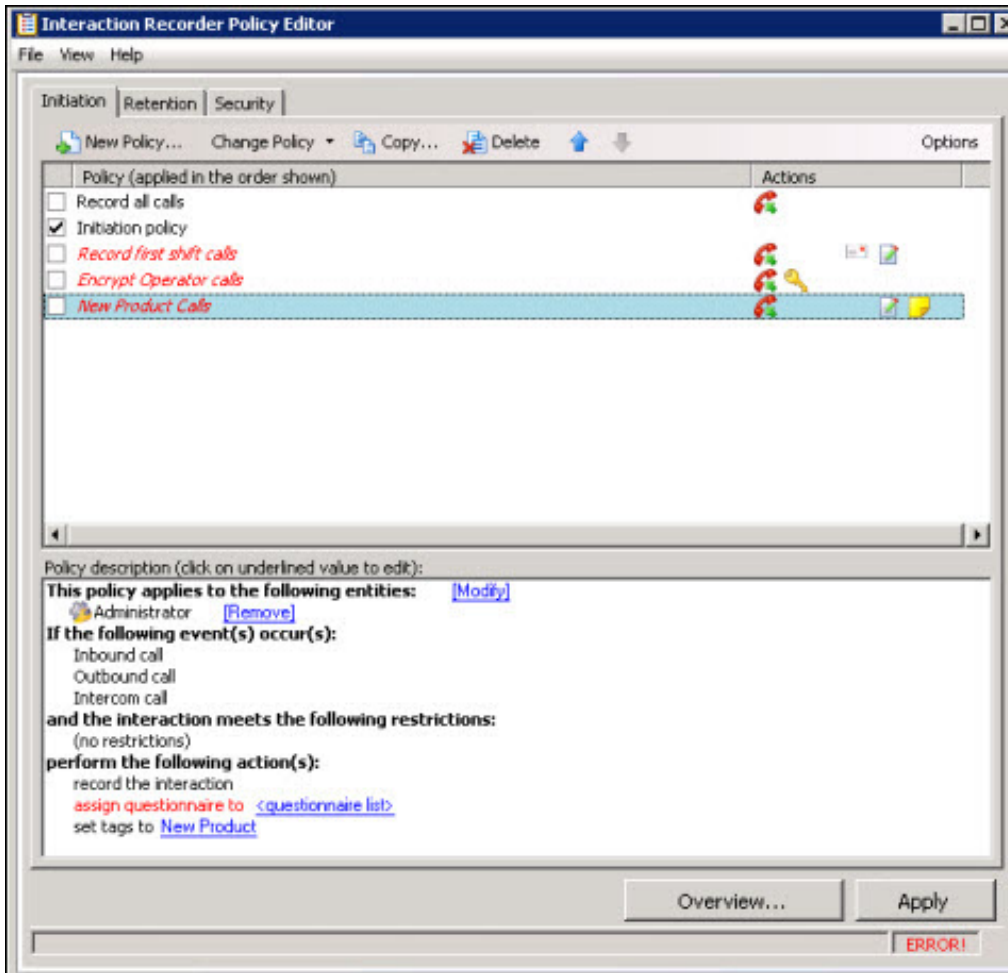 Interaction Recorder Policy Editor
File View Help
Initiation Retention Security
New Policy... Change Policy Copy... Delete Options
Policy (applied in the order shown) Actions
Record all calls
Initiation policy
Record first shift calls
Encrypt Operator calls
New Product Calls
Policy description (click on underlined value to edit):
This policy applies to the following entities: [Modify]
Administrator [Remove]
If the following event(s) occur(s):
Inbound call
Outbound call
Intercom call
and the interaction meets the following restrictions:
(no restrictions)
perform the following action(s):
record the interaction
assign questionnaire to <questionnaire list>
set tags to New Product
Overview... Apply
ERROR!